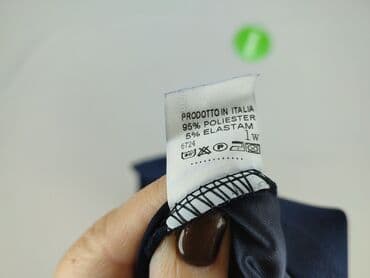 PRODOTTO IN ITALIA
95% POLIESTER
5% ELASTAM
1w
6724